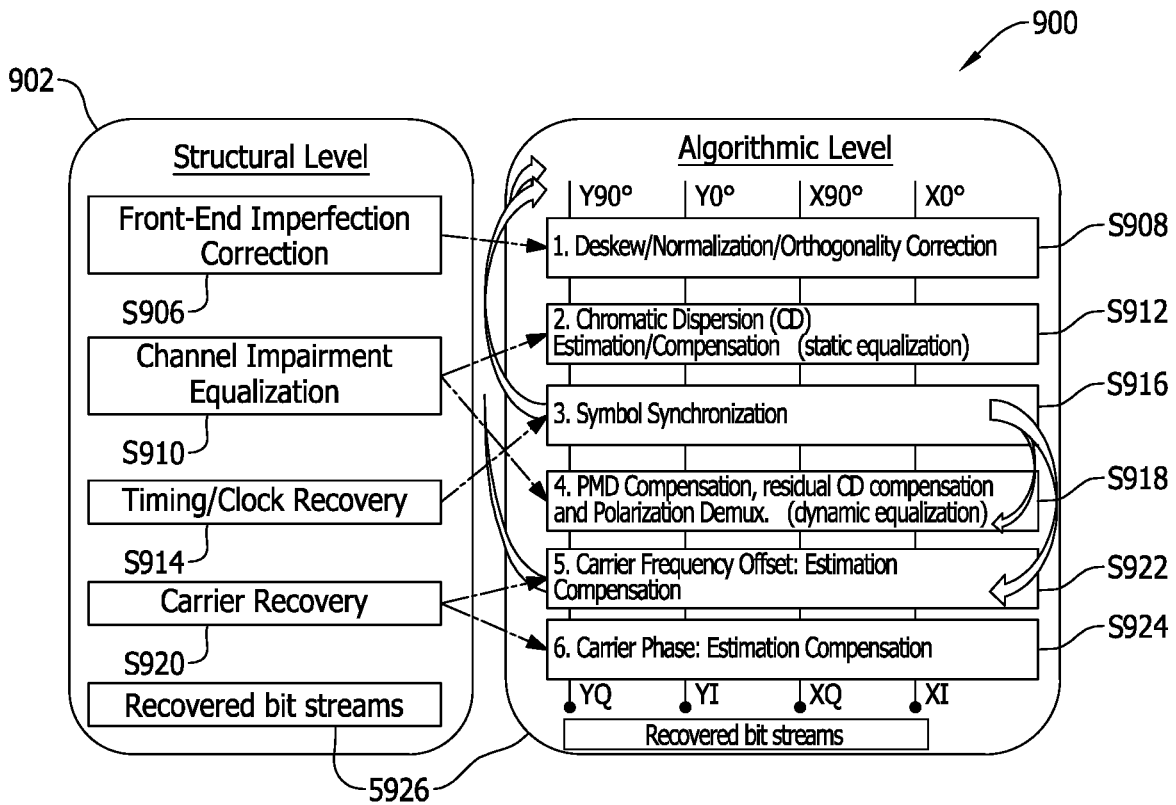 900
902
Structural Level
Front-End Imperfection
Correction
S906
Channel Impairment
Equalization
S910
Timing/Clock Recovery
S914
Carrier Recovery
S920
Recovered bit streams
5926
Algorithmic Level
Y90° Y0° X90° X0°
1. Deskew/Normalization/Orthogonality Correction
S908
2. Chromatic Dispersion (CD)
Estimation/Compensation (static equalization)
S912
3. Symbol Synchronization
S916
4. PMD Compensation, residual CD compensation
and Polarization Demux. (dynamic equalization)
S918
5. Carrier Frequency Offset: Estimation
Compensation
S922
6. Carrier Phase: Estimation Compensation
S924
YQ YI XQ XI
Recovered bit streams